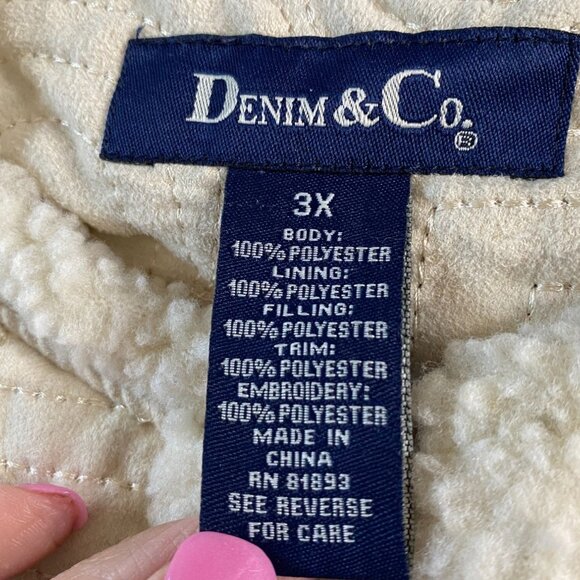 DENIM & CO.®
3X
BODY:
100% POLYESTER
LINING:
100% POLYESTER
FILLING:
100% POLYESTER
TRIM:
100% POLYESTER
EMBROIDERY:
100% POLYESTER
MADE IN
CHINA
RN 81893
SEE REVERSE
FOR CARE